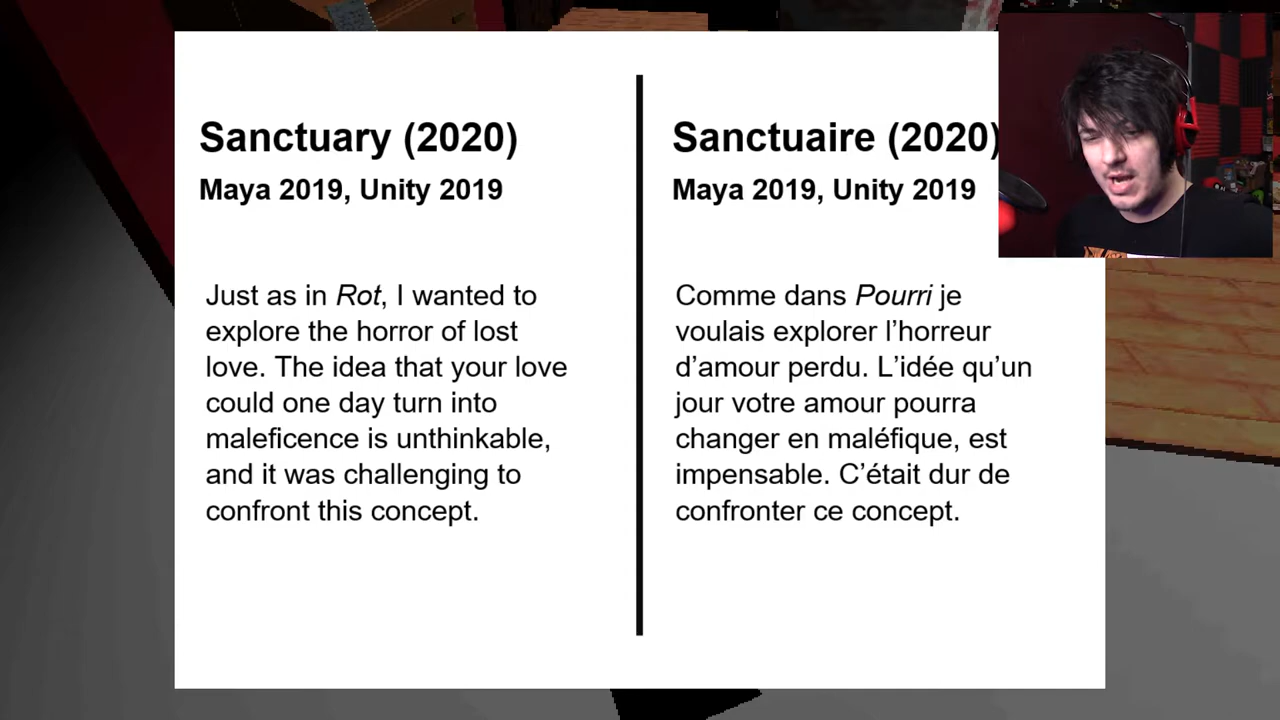 Sanctuary (2020)
Maya 2019, Unity 2019
Just as in Rot, I wanted to
explore the horror of lost
love. The idea that your love
could one day turn into
maleficence is unthinkable,
and it was challenging to
confront this concept.
Sanctuaire (2020)
Maya 2019, Unity 2019
Comme dans Pourri je
voulais explorer l'horreur
d'amour perdu. L'idée qu'un
jour votre amour pourra
changer en maléfique, est
impensable. C'était dur de
confronter ce concept.